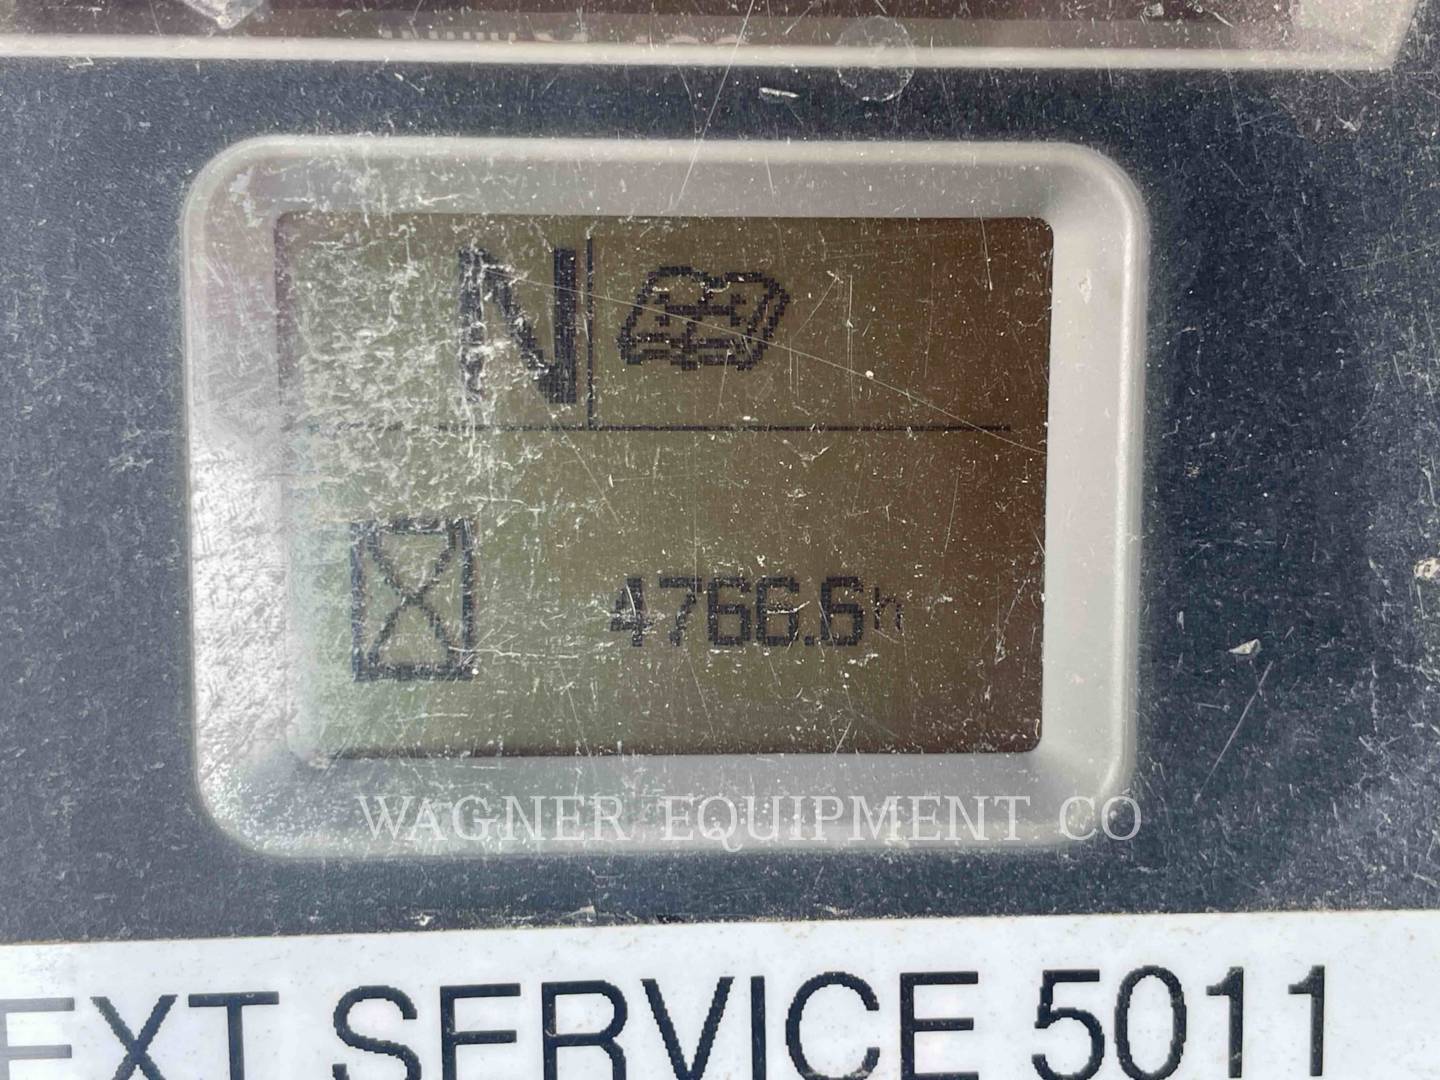 N
4766.6h
WAGNER EQUIPMENT CO
EXT SERVICE 5011